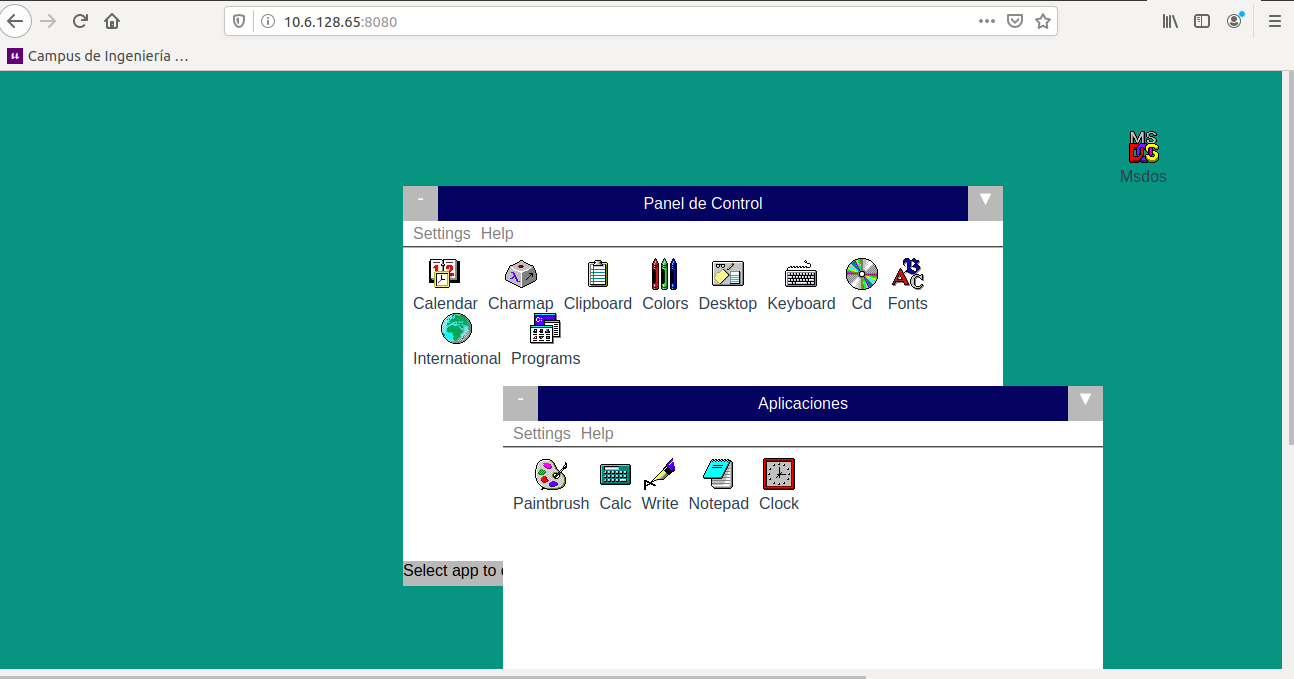 10.6.128.65:8080
Campus de Ingeniería …
MS
DOS
Msdos
- Panel de Control ▼
Settings Help
Calendar Charmap Clipboard Colors Desktop Keyboard Cd Fonts
International Programs
- Aplicaciones ▼
Settings Help
Paintbrush Calc Write Notepad Clock
Select app to